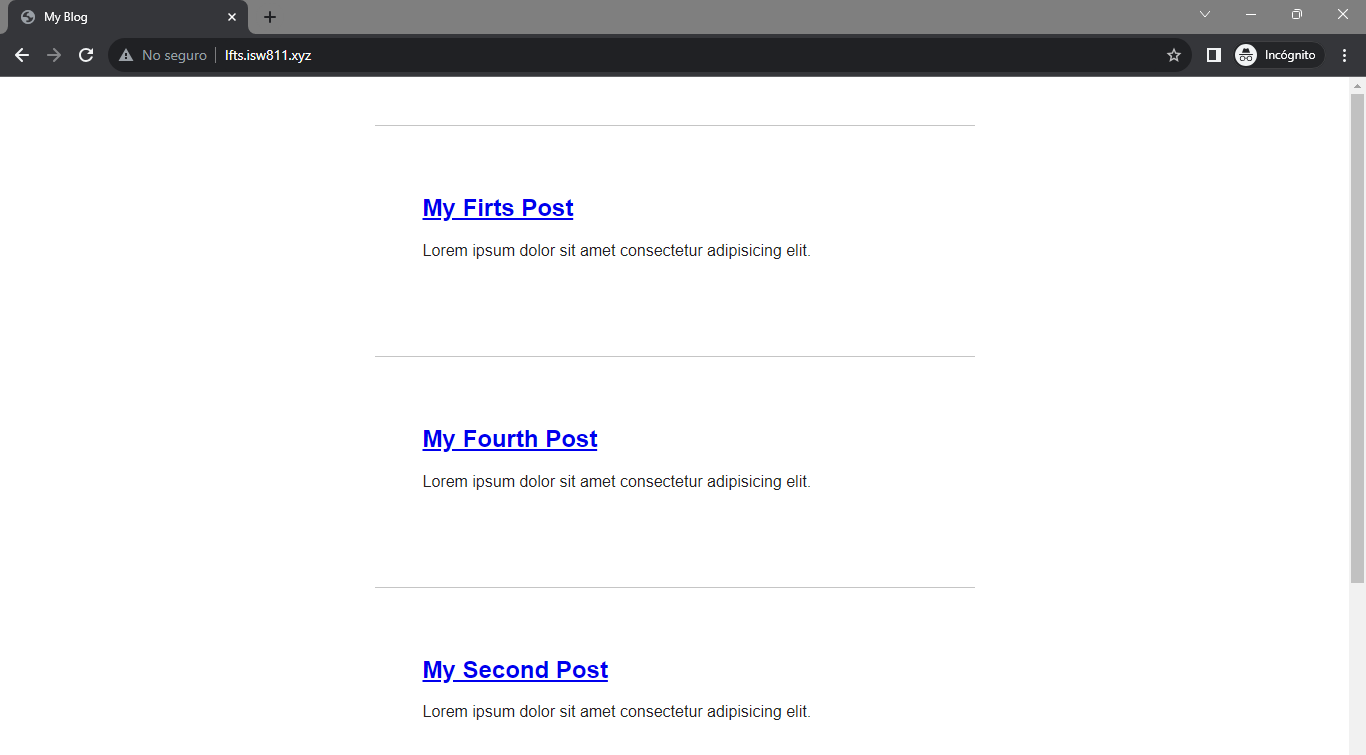 My Blog
No seguro
lfts.isw811.xyz
Incógnito
My Firts Post
Lorem ipsum dolor sit amet consectetur adipisicing elit.
My Fourth Post
Lorem ipsum dolor sit amet consectetur adipisicing elit.
My Second Post
Lorem ipsum dolor sit amet consectetur adipisicing elit.